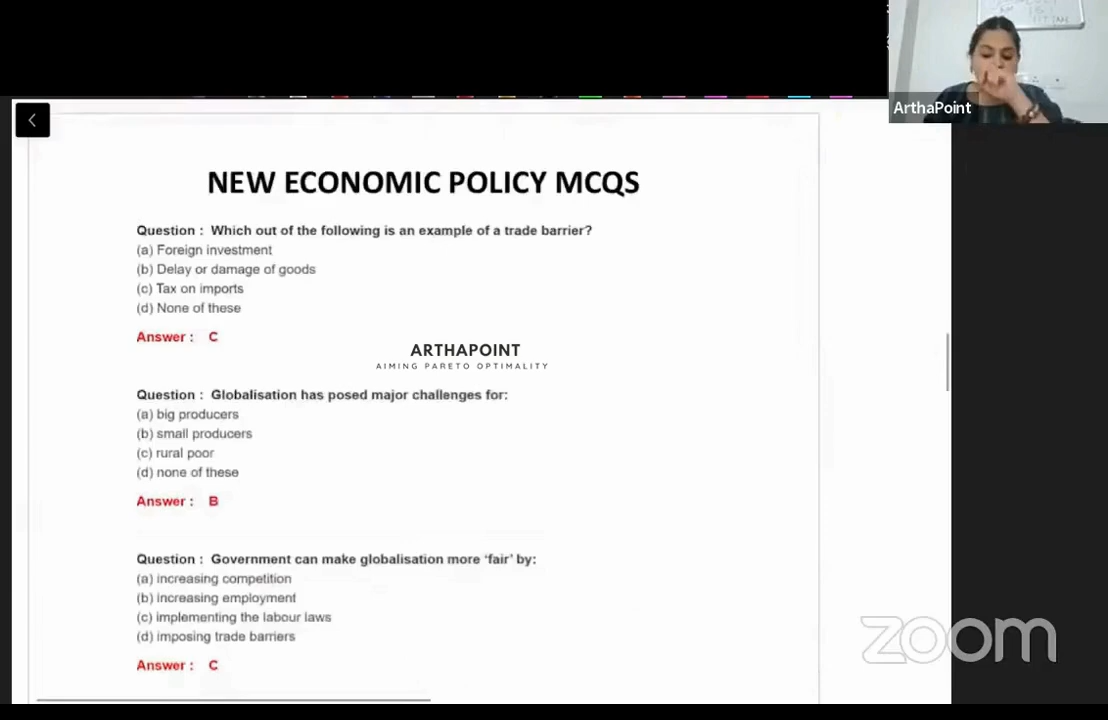 ArthaPoint
NEW ECONOMIC POLICY MCQS
Question : Which out of the following is an example of a trade barrier?
(a) Foreign investment
(b) Delay or damage of goods
(c) Tax on imports
(d) None of these
Answer : C
ARTHAPOINT
AIMING PARETO OPTIMALITY
Question : Globalisation has posed major challenges for:
(a) big producers
(b) small producers
(c) rural poor
(d) none of these
Answer : B
Question : Government can make globalisation more ‘fair’ by:
(a) increasing competition
(b) increasing employment
(c) implementing the labour laws
(d) imposing trade barriers
Answer : C
zoom